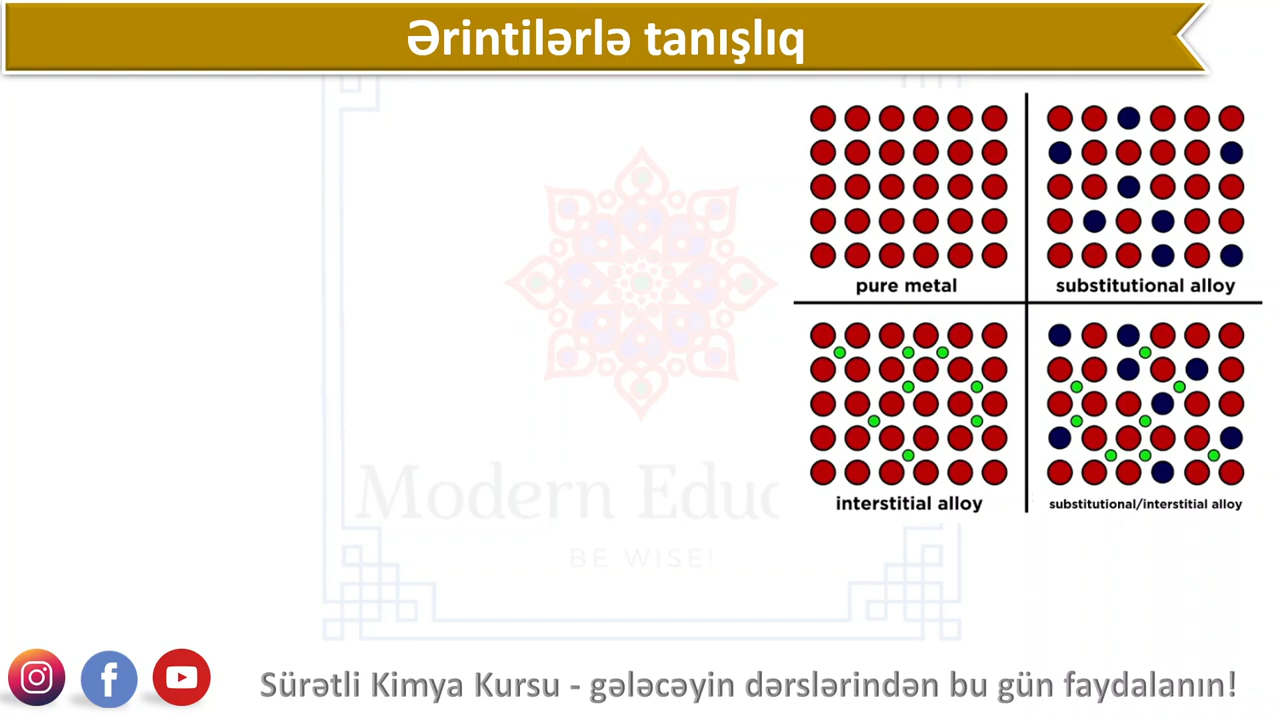 Ərintilərlə tanışlıq
pure metal
substitutional alloy
interstitial alloy
substitutional/interstitial alloy
Modern Educ
BE WISE!
Sürətli Kimya Kursu - gələcəyin dərslərindən bu gün faydalanın!